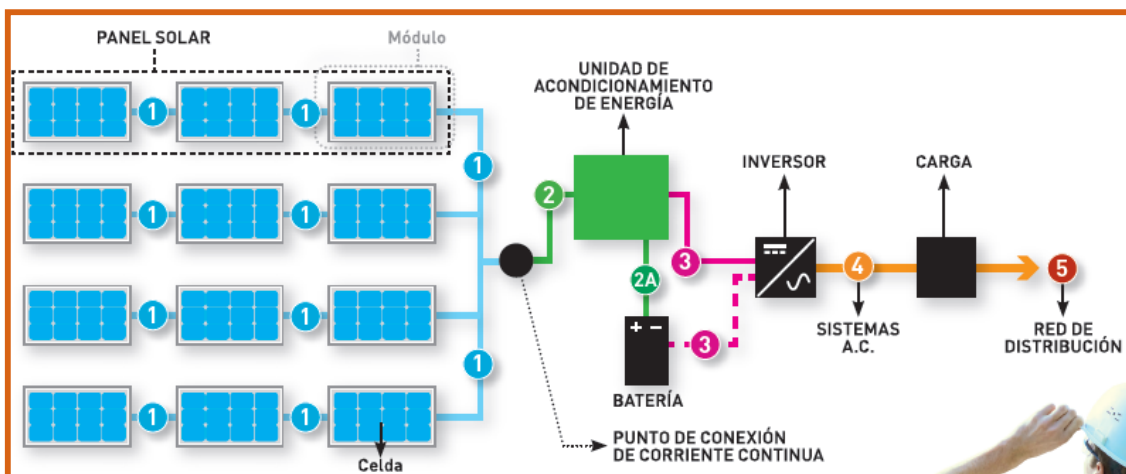 PANEL SOLAR
Módulo
1
1
1
1
1
1
1
1
1
1
Celda
UNIDAD DE
ACONDICIONAMIENTO
DE ENERGÍA
2
2A
3
3
+ -
BATERÍA
PUNTO DE CONEXIÓN
DE CORRIENTE CONTINUA
INVERSOR
4
SISTEMAS
A.C.
CARGA
5
RED DE
DISTRIBUCIÓN